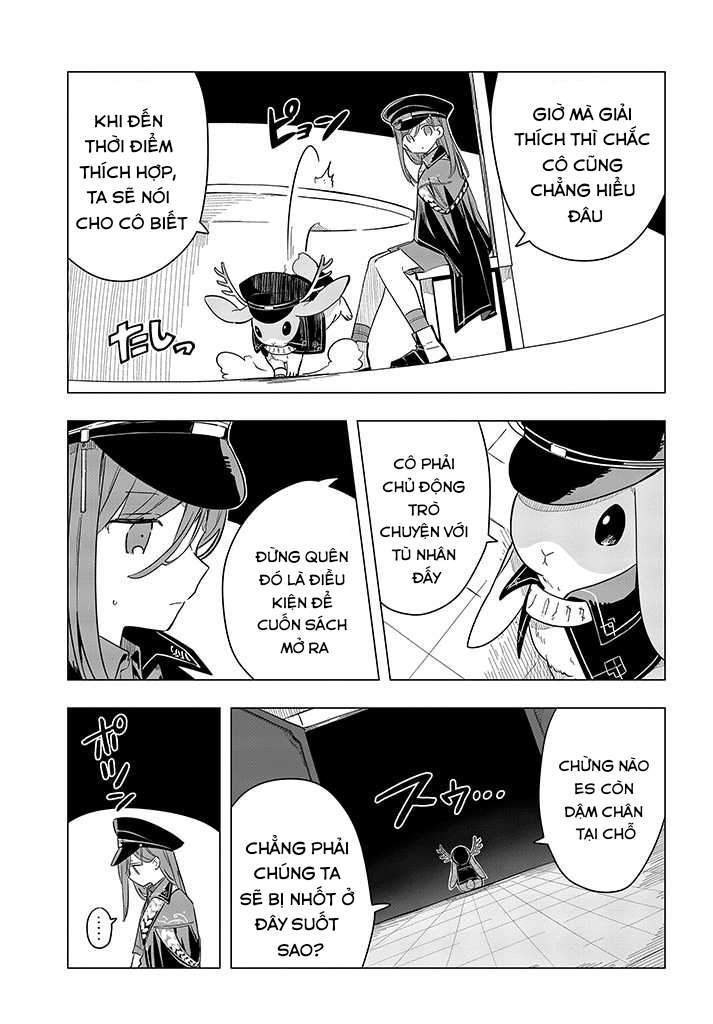 GIỜ MÀ GIẢI
THÍCH THÌ CHẮC
CÔ CŨNG
CHẲNG HIỂU
ĐÂU
ピョン
KHI ĐẾN
THỜI ĐIỂM
THÍCH HỢP,
TA SẼ NÓI
CHO CÔ BIẾT
たしっ
CÔ PHẢI
CHỦ ĐỘNG
TRÒ
CHUYỆN VỚI
TÙ NHÂN
ĐẤY
ĐỪNG QUÊN
ĐÓ LÀ ĐIỀU
KIỆN ĐỂ
CUỐN SÁCH
MỞ RA
CHỪNG NÀO
ES CÒN
DẬM CHÂN
TẠI CHỖ
スゥ...
CHẲNG PHẢI
CHÚNG TA
SẼ BỊ NHỐT Ở
ĐÂY SUỐT
SAO?
ポツン
......